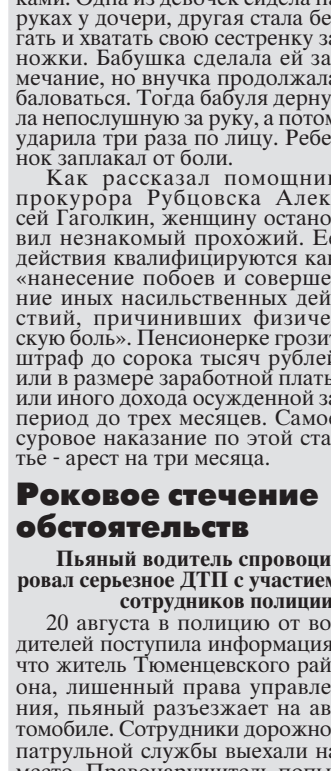 ками. Одна из девочек сидела на
руках у дочери, другая стала бе-
гать и хватать свою сестренку за
ножки. Бабушка сделала ей за-
мечание, но внучка продолжала
баловаться. Тогда бабуля дерну-
ла непослушную за руку, а потом
ударила три раза по лицу. Ребе-
нок заплакал от боли.
Как рассказал помощник
прокурора Рубцовска Алек-
сей Гаголкин, женщину остано-
вил незнакомый прохожий. Ее
действия квалифицируются как
«нанесение побоев и соверше-
ние иных насильственных дей-
ствий, причинивших физиче-
скую боль». Пенсионерке грозит
штраф до сорока тысяч рублей
или в размере заработной платы
или иного дохода осужденной за
период до трех месяцев. Самое
суровое наказание по этой ста-
тье - арест на три месяца.
Роковое стечение
обстоятельств
Пьяный водитель спровоци-
ровал серьезное ДТП с участием
сотрудников полиции
20 августа в полицию от во-
дителей поступила информация,
что житель Тюменцевского рай-
она, лишенный права управле-
ния, пьяный разъезжает на ав-
томобиле. Сотрудники дорожно-
патрульной службы выехали на
место. Правонарушитель попы-